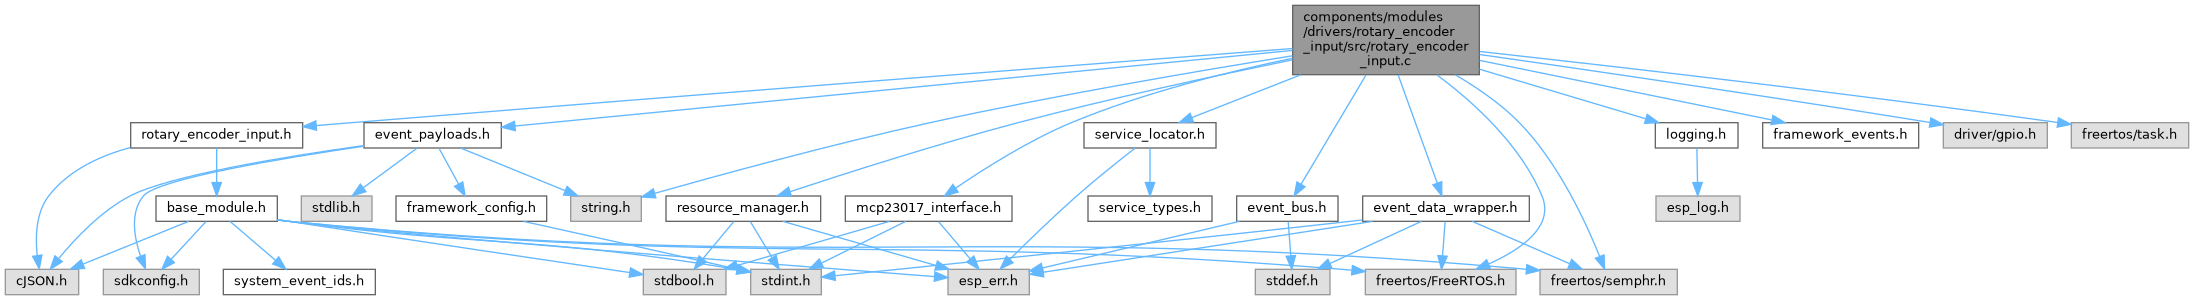 components/modules
/drivers/rotary_encoder
_input/src/rotary_encoder
_input.c
rotary_encoder_input.h
event_payloads.h
service_locator.h
logging.h
framework_events.h
driver/gpio.h
freertos/task.h
base_module.h
stdlib.h
framework_config.h
string.h
resource_manager.h
mcp23017_interface.h
service_types.h
event_bus.h
event_data_wrapper.h
esp_log.h
cJSON.h
sdkconfig.h
system_event_ids.h
stdbool.h
stdint.h
esp_err.h
stddef.h
freertos/FreeRTOS.h
freertos/semphr.h